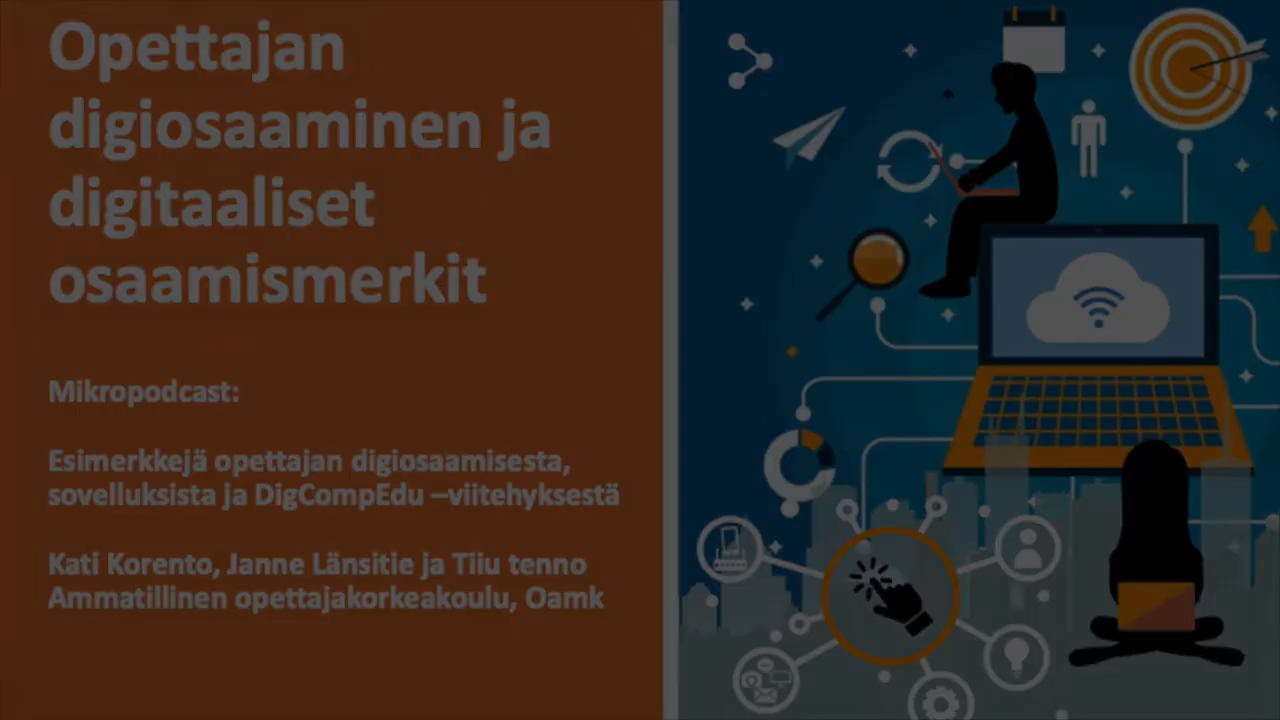 Opettajan
digiosaaminen ja
digitaaliset
osaamismerkit
Mikropodcast:
Esimerkkejä opettajan digiosaamisesta,
sovelluksista ja DigCompEdu –viitehyksestä
Kati Korento, Janne Länsitie ja Tiiu tenno
Ammatillinen opettajakorkeakoulu, Oamk